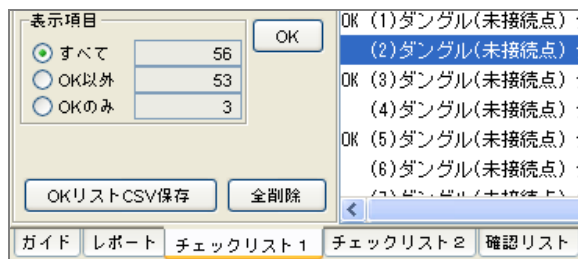 表示項目
すべて 56
OK以外 53
OKのみ 3
OK
OKリストCSV保存
全削除
OK (1)ダングル(未接続点)
(2)ダングル(未接続点)
OK (3)ダングル(未接続点)
(4)ダングル(未接続点)
OK (5)ダングル(未接続点)
(6)ダングル(未接続点)
ガイド レポート チェックリスト1 チェックリスト2 確認リスト